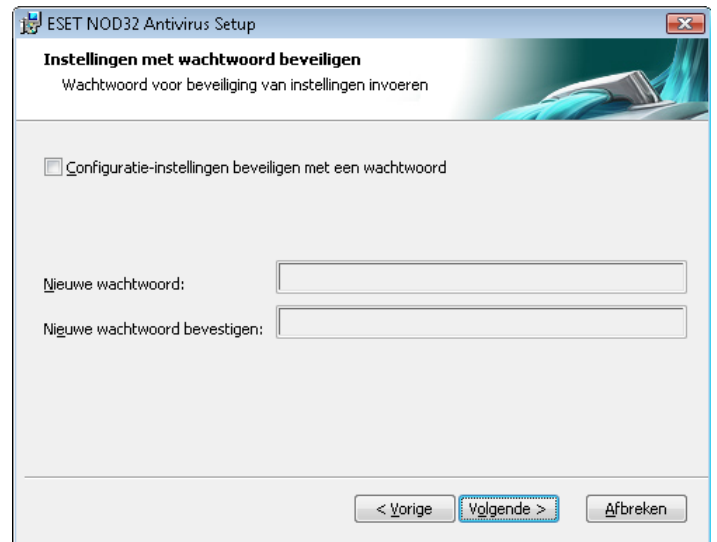 ESET NOD32 Antivirus Setup
Instellingen met wachtwoord beveiligen
Wachtwoord voor beveiliging van instellingen invoeren
Configuratie-instellingen beveiligen met een wachtwoord
Nieuwe wachtwoord:
Nieuwe wachtwoord bevestigen:
< Vorige
Volgende >
Afbreken